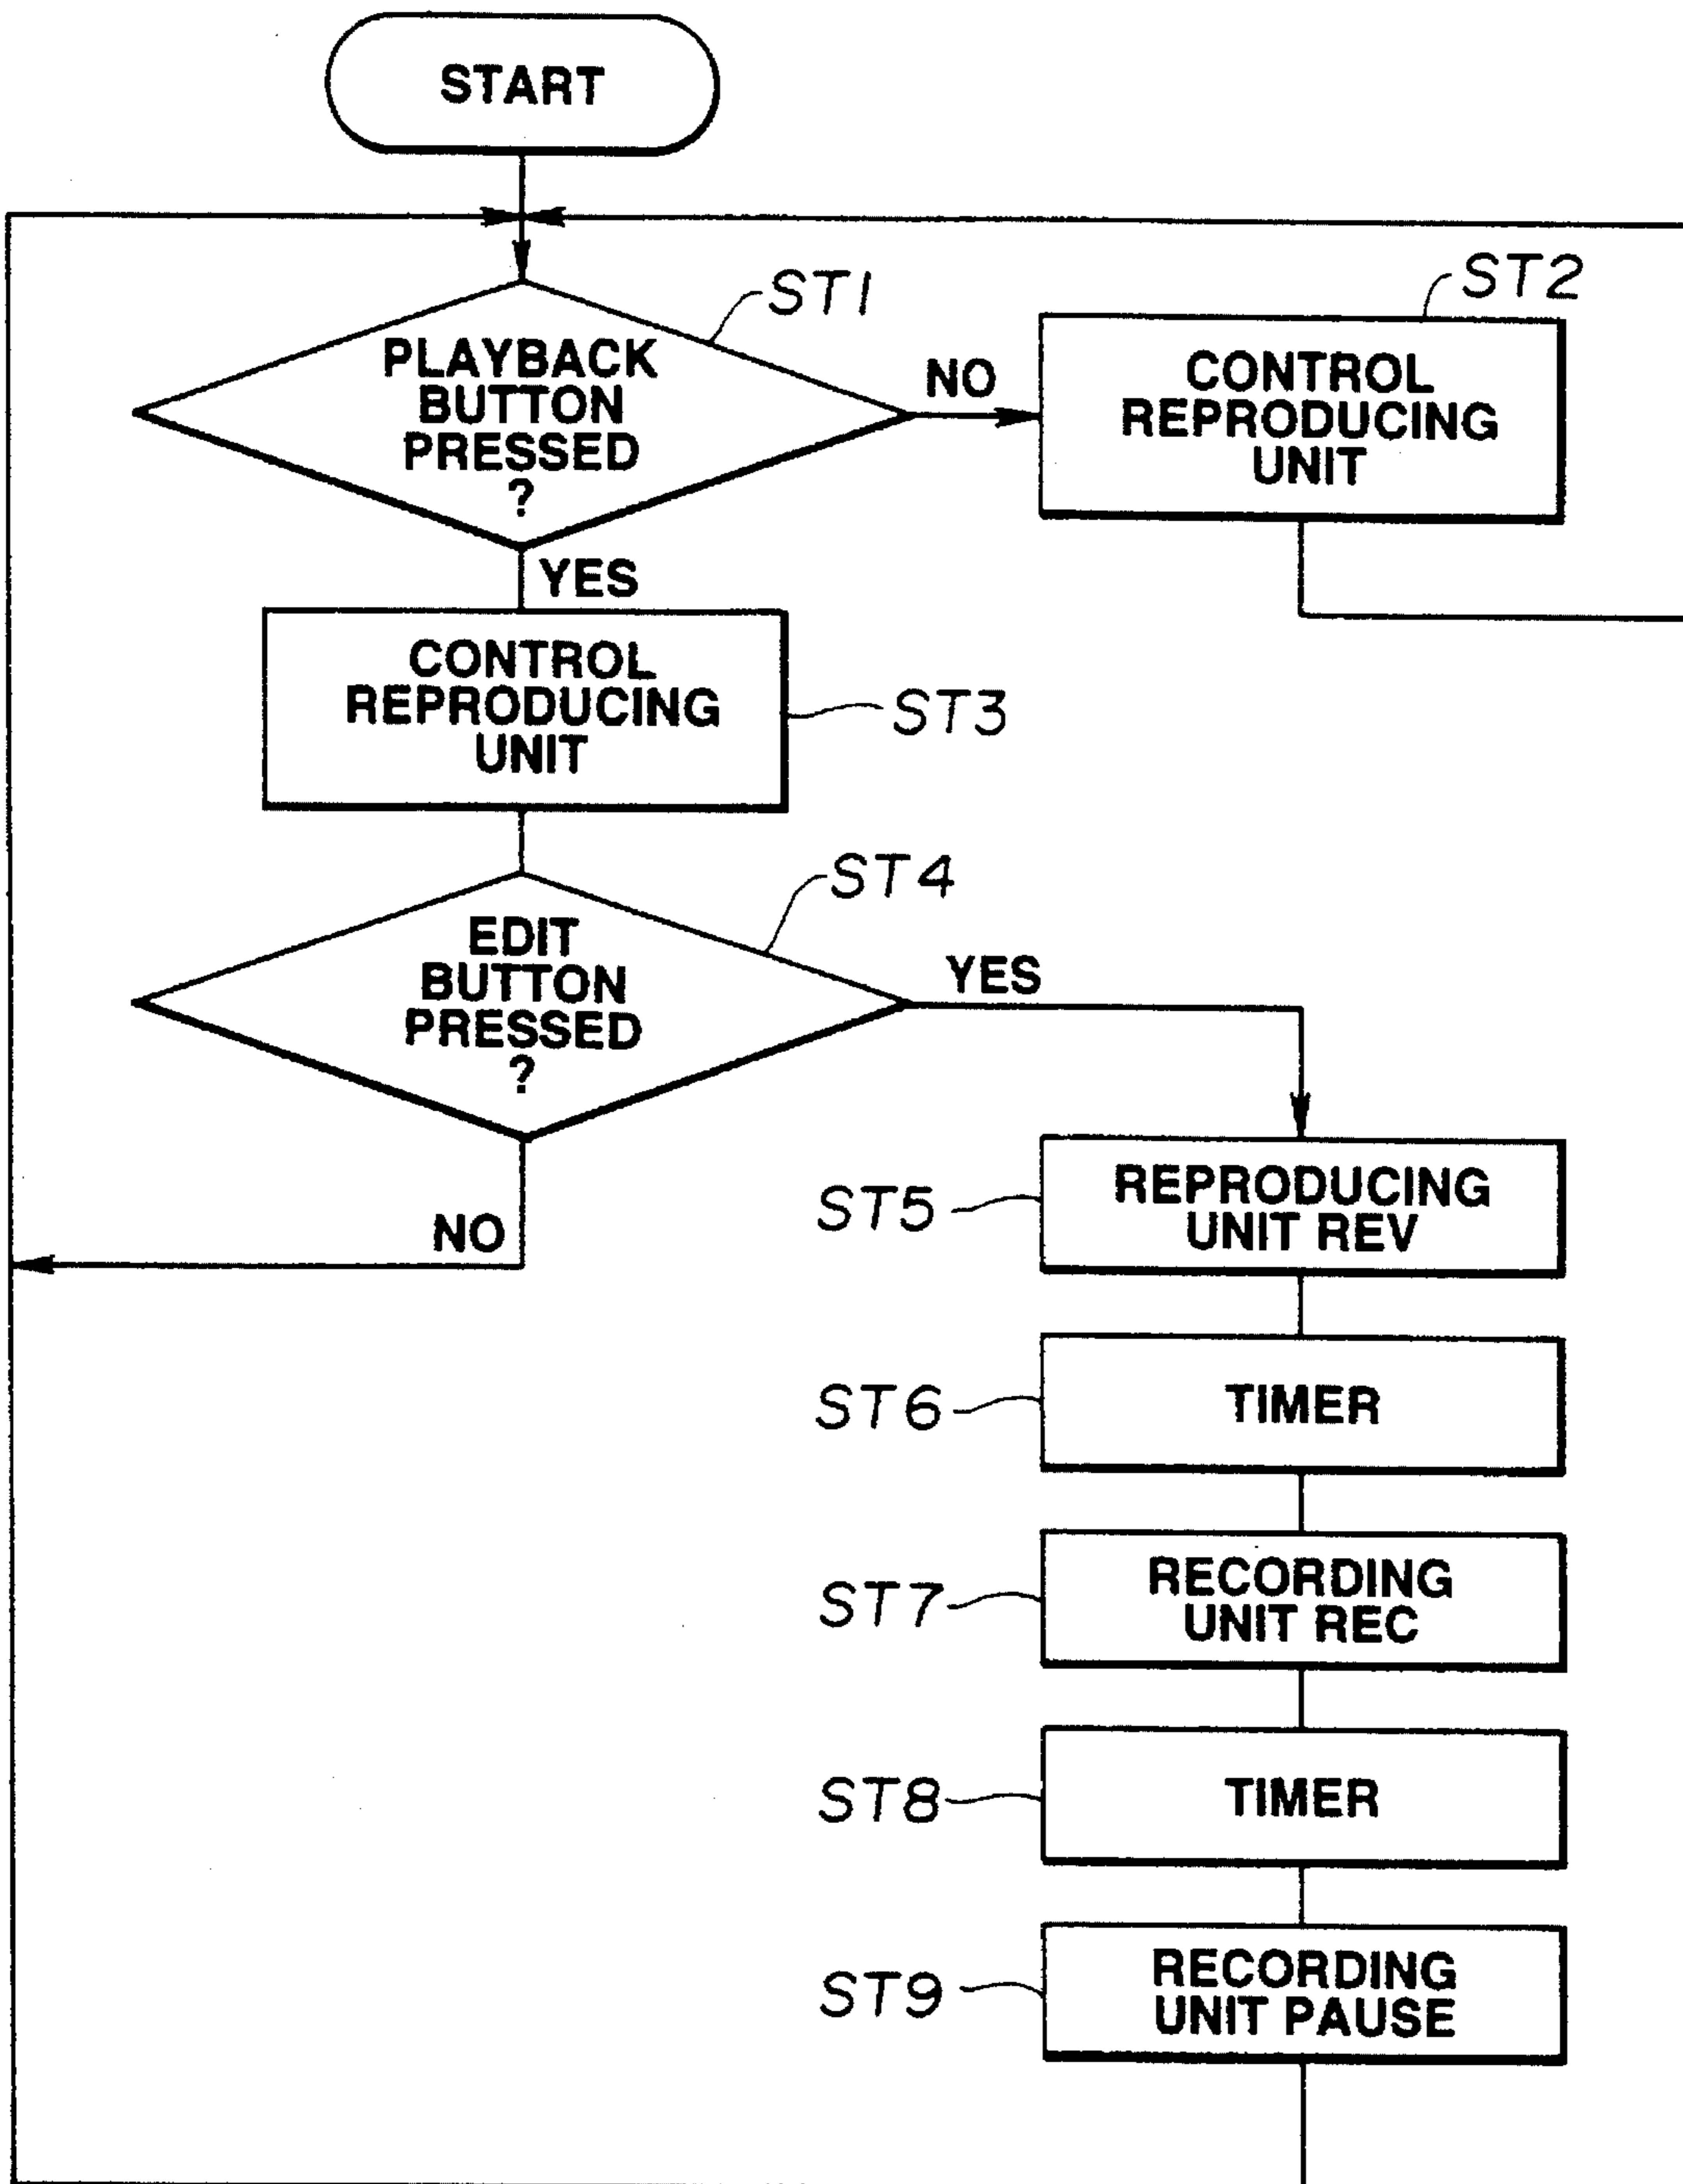 START
ST1
PLAYBACK
BUTTON
PRESSED
?
NO
ST2
CONTROL
REPRODUCING
UNIT
YES
CONTROL
REPRODUCING
UNIT
ST3
ST4
EDIT
BUTTON
PRESSED
?
YES
NO
ST5
REPRODUCING
UNIT REV
ST6
TIMER
ST7
RECORDING
UNIT REC
ST8
TIMER
ST9
RECORDING
UNIT PAUSE